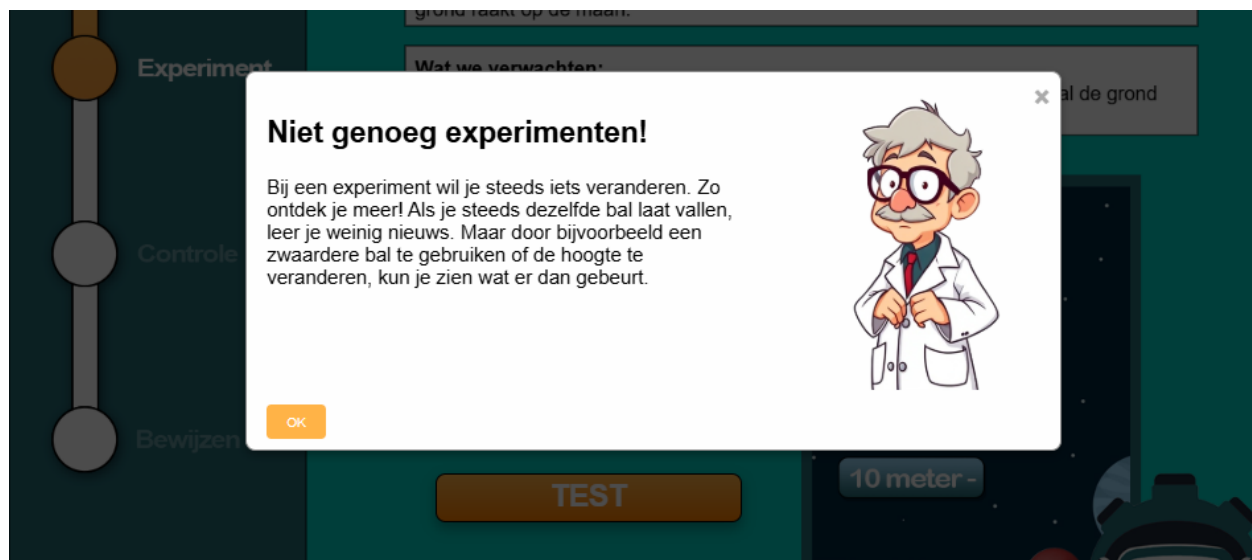 grond raakt op de maan.
Experiment
Wat we verwachten:
al de grond
Niet genoeg experimenten!
Bij een experiment wil je steeds iets veranderen. Zo
ontdek je meer! Als je steeds dezelfde bal laat vallen,
leer je weinig nieuws. Maar door bijvoorbeeld een
zwaardere bal te gebruiken of de hoogte te
veranderen, kun je zien wat er dan gebeurt.
Controle
OK
Bewijzen
TEST
10 meter -